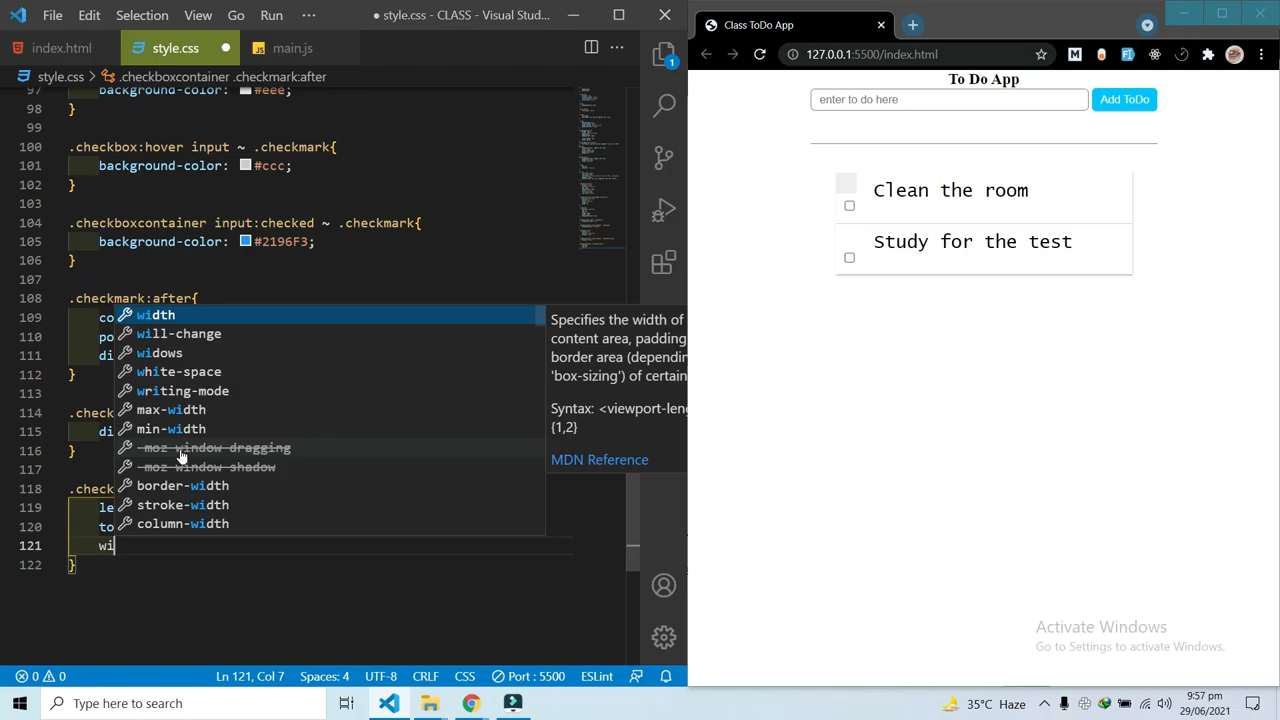 File Edit Selection View Go Run ··· ● style.css - CLASS - Visual Stud...
index.html style.css ● main.js
style.css > .checkboxcontainer .checkmark:after
97 background-color: #eee;
98 }
99
100 .checkbox:hover input ~ .checkmark{
101 background-color: #ccc;
102 }
103
104 .checkboxcontainer input:checked ~ .checkmark{
105 background-color: #2196F3;
106 }
107
108 .checkmark:after{
109 co
110 po
111 di
112 }
113
114 .check
115 di
116 }
117
118 .check
119 le
120 to
121 wi
122 }
width
will-change
widows
white-space
writing-mode
max-width
min-width
-moz-window-dragging
-moz-window-shadow
border-width
stroke-width
column-width
Specifies the width of
content area, padding
border area (dependin
'box-sizing') of certain
Syntax: <viewport-leng
{1,2}
MDN Reference
1
0 0 Ln 121, Col 7 Spaces: 4 UTF-8 CRLF CSS Port : 5500 ESLint
Class ToDo App
127.0.0.1:5500/index.html
To Do App
enter to do here Add ToDo
Clean the room
Study for the test
Activate Windows
Go to Settings to activate Windows.
Type here to search
35°C Haze
9:57 pm
29/06/2021